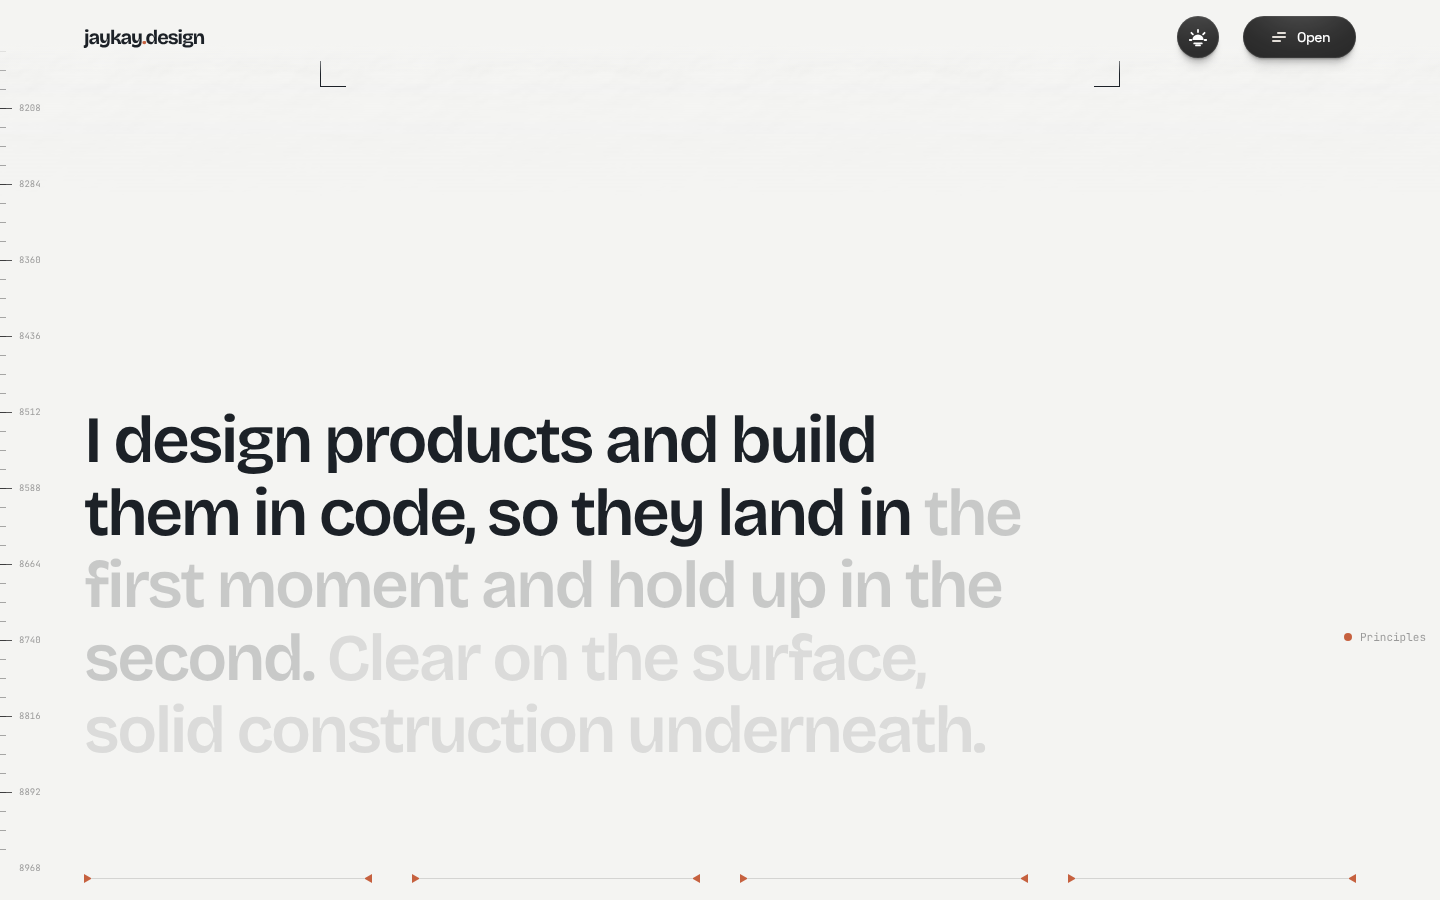 jaykay.design
Open
8208
8284
8360
8436
8512
8588
8664
8740
8816
8892
8968
I design products and build
them in code, so they land in the
first moment and hold up in the
second. Clear on the surface,
solid construction underneath.
Principles